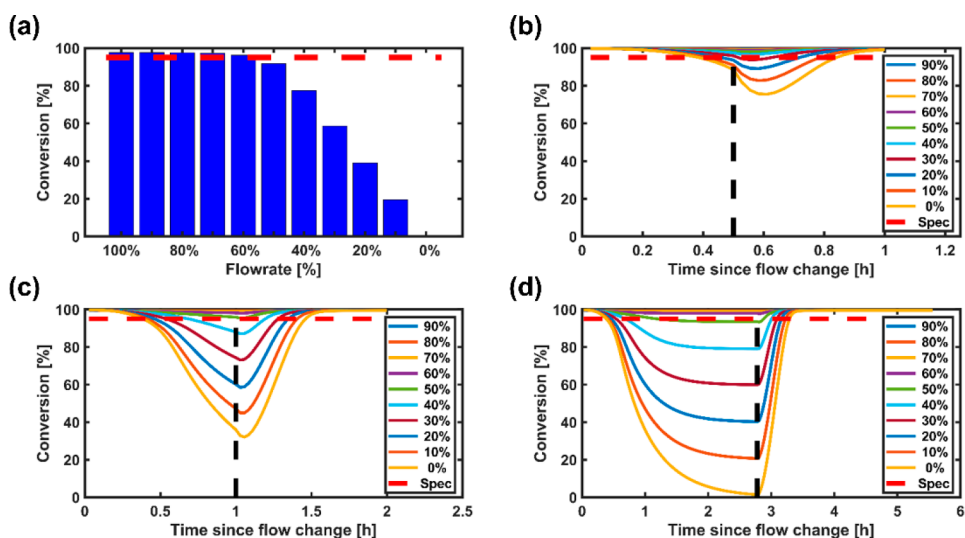 (a)
Conversion [%]
100
80
60
40
20
0
100% 80% 60% 40% 20% 0%
Flowrate [%]
(b)
Conversion [%]
100
80
60
40
20
0
0 0.2 0.4 0.6 0.8 1 1.2
Time since flow change [h]
90%
80%
70%
60%
50%
40%
30%
20%
10%
0%
Spec
(c)
Conversion [%]
100
80
60
40
20
0
0 0.5 1 1.5 2 2.5
Time since flow change [h]
90%
80%
70%
60%
50%
40%
30%
20%
10%
0%
Spec
(d)
Conversion [%]
100
80
60
40
20
0
0 1 2 3 4 5 6
Time since flow change [h]
90%
80%
70%
60%
50%
40%
30%
20%
10%
0%
Spec